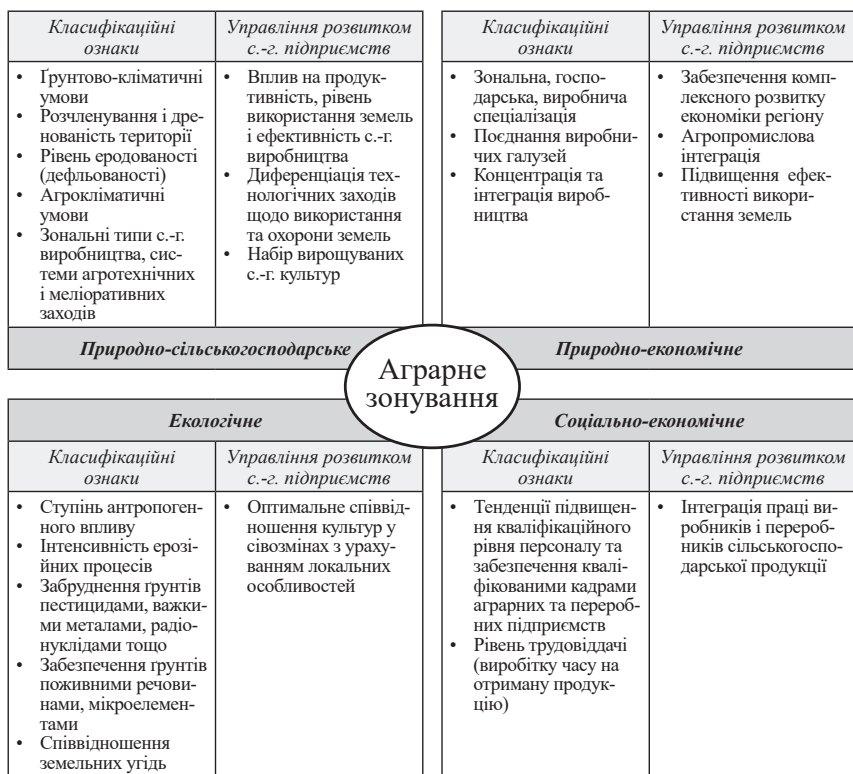 Класифікаційні
ознаки
Управління розвитком
с.-г. підприємств
• Ґрунтово-кліматичні
умови
• Розчленування і дре-
нованість території
• Рівень еродованості
(дефльованості)
• Агрокліматичні
умови
• Зональні типи с.-г.
виробництва, сис-
теми агротехнічних
і меліоративних
заходів
• Вплив на продук-
тивність, рівень
використання земель
і ефективність с.-г.
виробництва
• Диференціація тех-
нологічних заходів
щодо використання
та охорони земель
• Набір вирощуваних
с.-г. культур
Природно-сільськогосподарське
Класифікаційні
ознаки
Управління розвитком
с.-г. підприємств
• Зональна, госпо-
дарська, виробнича
спеціалізація
• Поєднання виробни-
чих галузей
• Концентрація та
інтеграція вироб-
ництва
• Забезпечення комп-
лексного розвитку
економіки регіону
• Агропромислова
інтеграція
• Підвищення ефек-
тивності викори-
стання земель
Природно-економічне
Аграрне
зонування
Екологічне
Класифікаційні
ознаки
Управління розвитком
с.-г. підприємств
• Ступінь антропоген-
ного впливу
• Інтенсивність ерозі-
йних процесів
• Забруднення ґрунтів
пестицидами, важки-
ми металами, радіо-
нуклідами тощо
• Забезпечення ґрунтів
поживними речови-
нами, мікроелемен-
тами
• Співвідношення
земельних угідь
• Оптимальне співвід-
ношення культур у
сівозмінах з ураху-
ванням локальних
особливостей
Соціально-економічне
Класифікаційні
ознаки
Управління розвитком
с.-г. підприємств
• Тенденції підвищен-
ня кваліфікаційного
рівня персоналу та
забезпечення квалі-
фікованими кадрами
аграрних та перероб-
них підприємств
• Рівень трудовіддачі
(виробітку часу на
отриману продук-
цію)
• Інтеграція праці ви-
робників і перероб-
ників сільськогоспо-
дарської продукції